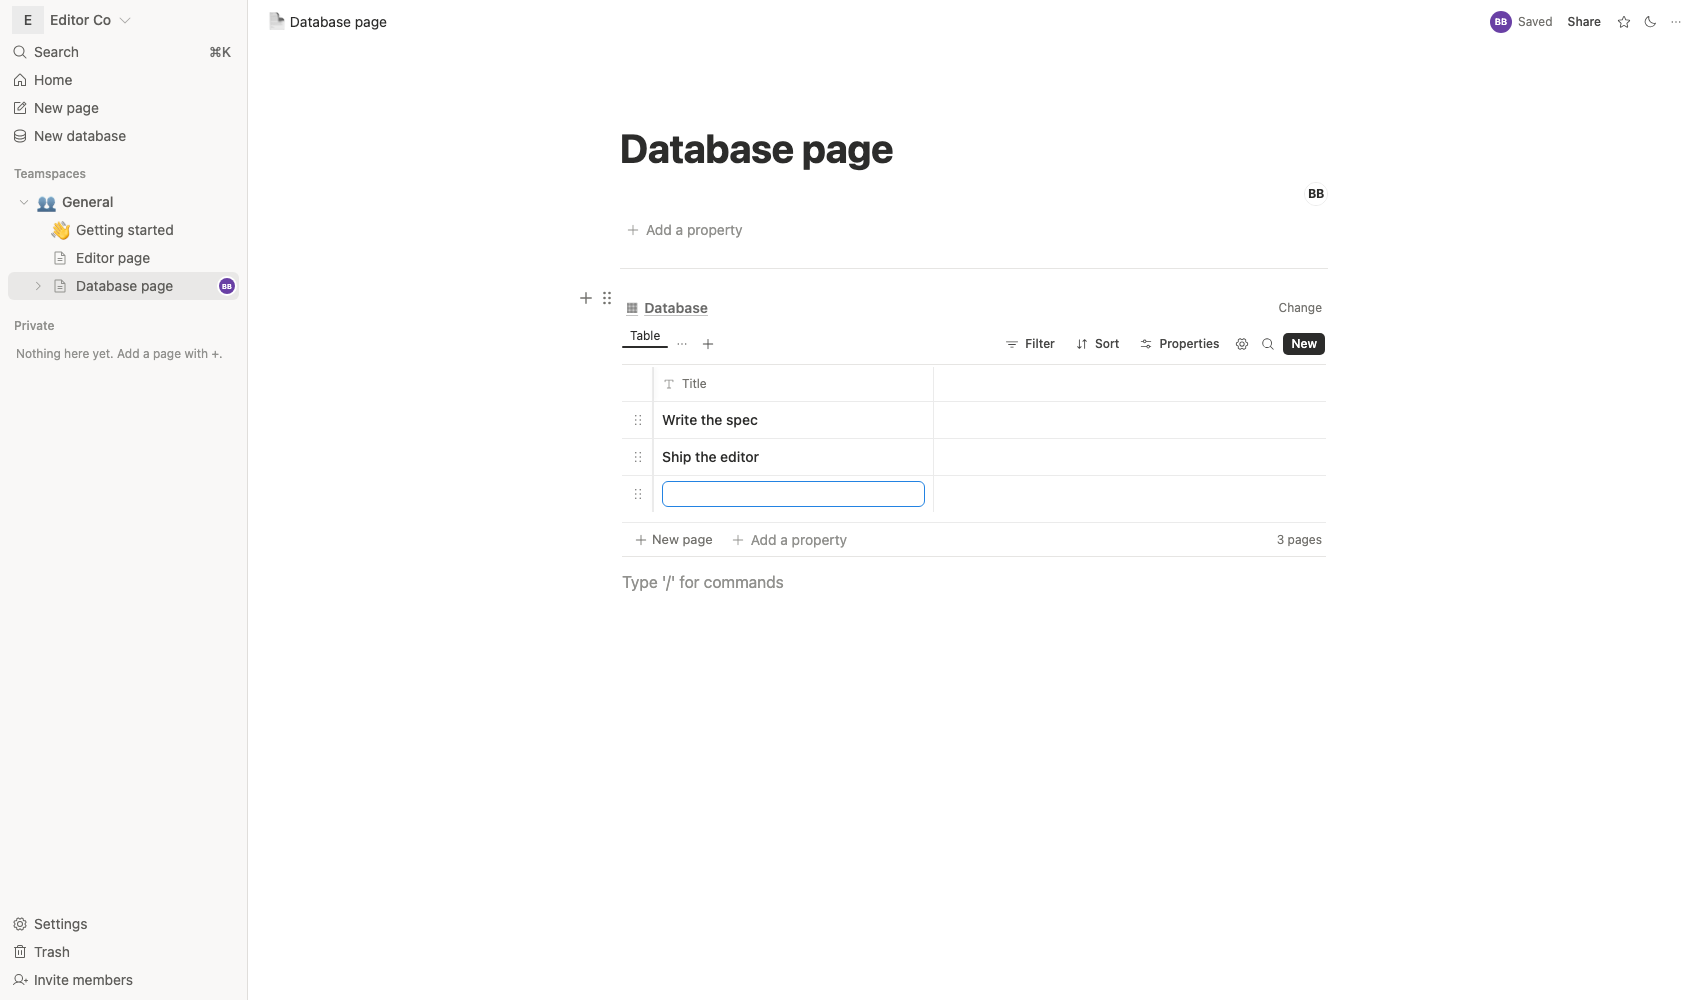 E Editor Co
Search ⌘K
Home
New page
New database
Teamspaces
General
Getting started
Editor page
Database page BB
Private
Nothing here yet. Add a page with +.
Settings
Trash
Invite members
Database page
BB Saved Share ···
Database page
BB
+ Add a property
+ Database Change
Table ··· + Filter Sort Properties New
Title
Write the spec
Ship the editor
+ New page + Add a property 3 pages
Type '/' for commands